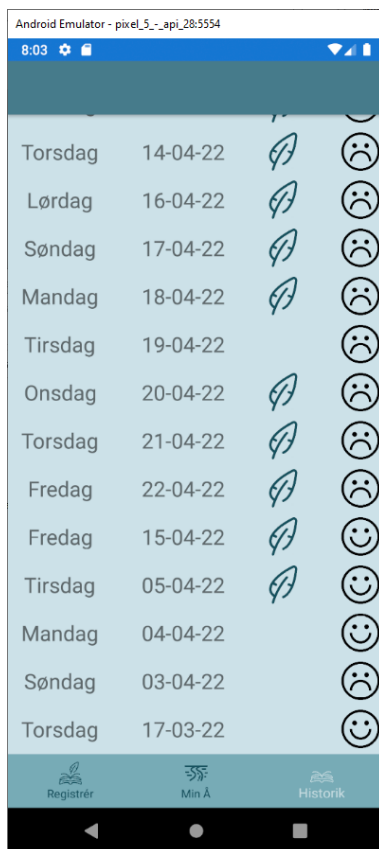 Android Emulator - pixel_5_-_api_28:5554
8:03
Torsdag 14-04-22
Lørdag 16-04-22
Søndag 17-04-22
Mandag 18-04-22
Tirsdag 19-04-22
Onsdag 20-04-22
Torsdag 21-04-22
Fredag 22-04-22
Fredag 15-04-22
Tirsdag 05-04-22
Mandag 04-04-22
Søndag 03-04-22
Torsdag 17-03-22
Registrér Min Å Historik